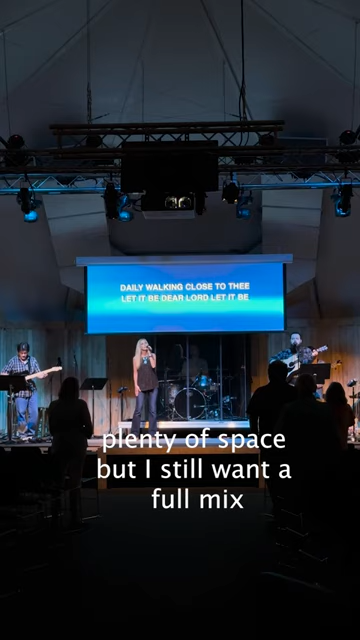 DAILY WALKING CLOSE TO THEE
LET IT BE DEAR LORD LET IT BE
plenty of space
but I still want a
full mix